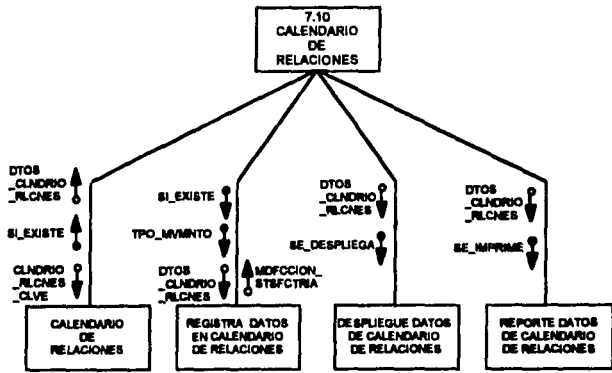 7.10
CALENDARIO
DE
RELACIONES
DTOS
_CLNDRIO
_RLCNES
SI_EXISTE
CLNDRIO
_RLCNES
_CLVE
SI_EXISTE
TPO_MVMNTO
DTOS
_CLNDRIO
_RLCNES
MDFCCION_
STSFCTRIA
DTOS
_CLNDRIO
_RLCNES
SE_DESPLIEGA
DTOS
_CLNDRIO
_RLCNES
SE_IMPRIME
CALENDARIO
DE
RELACIONES
REGISTRA DATOS
EN CALENDARIO
DE RELACIONES
DESPLIEGUE DATOS
DE CALENDARIO
DE RELACIONES
REPORTE DATOS
DE CALENDARIO
DE RELACIONES